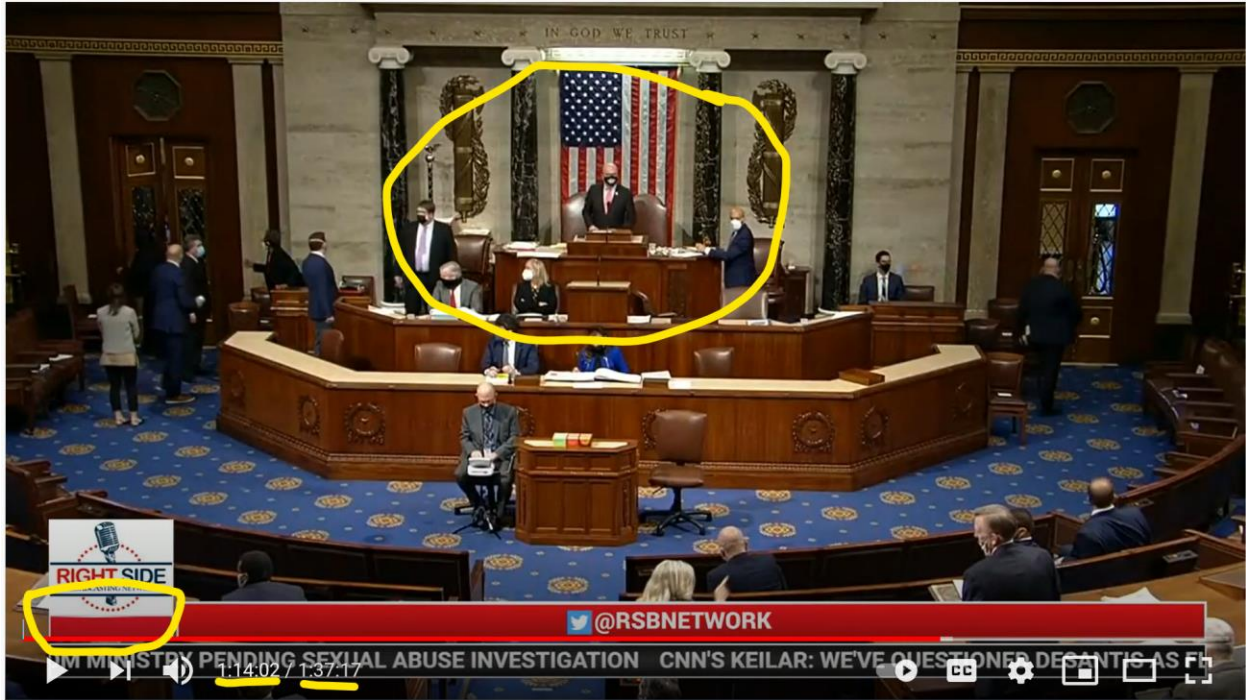 IN GOD WE TRUST
RIGHT SIDE
@RSBNETWORK
MINISTRY PENDING SEXUAL ABUSE INVESTIGATION CNN'S KEILAR: WE'VE QUESTIONED DESANTIS AS
1:14:02 / 1:37:17
CC